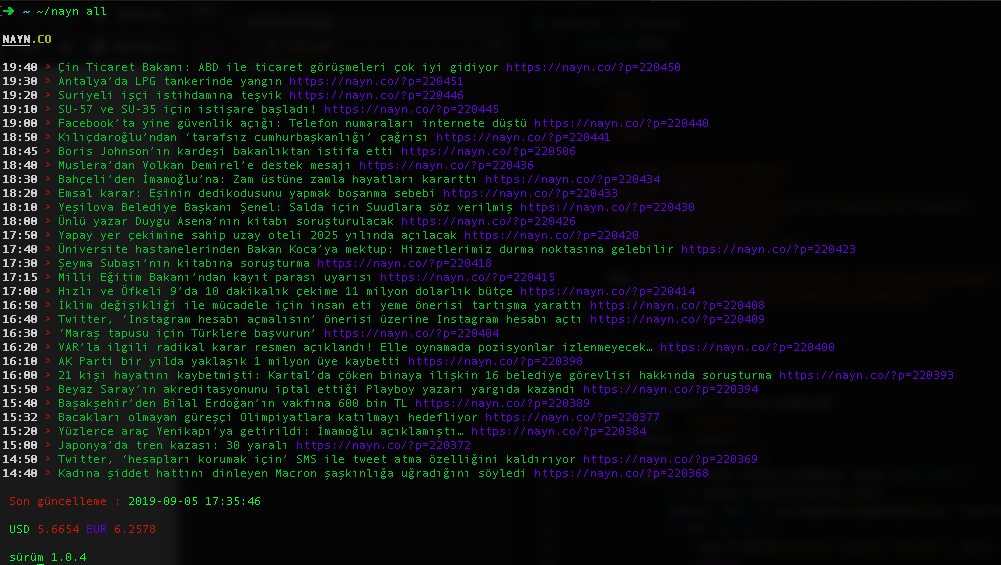 ➜ ~ ~/nayn all
NAYN.CO
19:40 > Çin Ticaret Bakanı: ABD ile ticaret görüşmeleri çok iyi gidiyor https://nayn.co/?p=220450
19:30 > Antalya’da LPG tankerinde yangın https://nayn.co/?p=220451
19:20 > Suriyeli işçi istihdamına teşvik https://nayn.co/?p=220446
19:10 > SU-57 ve SU-35 için istişare başladı! https://nayn.co/?p=220445
19:00 > Facebook’ta yine güvenlik açığı: Telefon numaraları internete düştü https://nayn.co/?p=220440
18:50 > Kılıçdaroğlu’ndan ‘tarafsız cumhurbaşkanlığı’ çağrısı https://nayn.co/?p=220441
18:45 > Boris Johnson’ın kardeşi bakanlıktan istifa etti https://nayn.co/?p=220506
18:40 > Muslera’dan Volkan Demirel’e destek mesajı https://nayn.co/?p=220436
18:30 > Bahçeli’den İmamoğlu’na: Zam üstüne zamla hayatları kararttı https://nayn.co/?p=220434
18:20 > Emsal karar: Eşinin dedikodusunu yapmak boşanma sebebi https://nayn.co/?p=220433
18:10 > Yeşilova Belediye Başkanı Şenel: Salda için Suudlara söz verilmiş https://nayn.co/?p=220430
18:00 > Ünlü yazar Duygu Asena’nın kitabı soruşturulacak https://nayn.co/?p=220426
17:50 > Yapay yer çekimine sahip uzay oteli 2025 yılında açılacak https://nayn.co/?p=220420
17:40 > Üniversite hastanelerinden Bakan Koca’ya mektup: Hizmetlerimiz durma noktasına gelebilir https://nayn.co/?p=220423
17:30 > Şeyma Subaşı’nın kitabına soruşturma https://nayn.co/?p=220418
17:15 > Milli Eğitim Bakanı’ndan kayıt parası uyarısı https://nayn.co/?p=220415
17:00 > Hızlı ve Öfkeli 9’da 10 dakikalık çekime 11 milyon dolarlık bütçe https://nayn.co/?p=220414
16:50 > İklim değişikliği ile mücadele için insan eti yeme önerisi tartışma yarattı https://nayn.co/?p=220408
16:40 > Twitter, ‘Instagram hesabı açmalısın’ önerisi üzerine Instagram hesabı açtı https://nayn.co/?p=220409
16:30 > ‘Maraş tapusu için Türklere başvurun’ https://nayn.co/?p=220404
16:20 > VAR’la ilgili radikal karar resmen açıklandı! Elle oynamada pozisyonlar izlenmeyecek… https://nayn.co/?p=220400
16:10 > AK Parti bir yılda yaklaşık 1 milyon üye kaybetti https://nayn.co/?p=220398
16:00 > 21 kişi hayatını kaybetmişti: Kartal’da çöken binaya ilişkin 16 belediye görevlisi hakkında soruşturma https://nayn.co/?p=220393
15:50 > Beyaz Saray’ın akreditasyonunu iptal ettiği Playboy yazarı yargıda kazandı https://nayn.co/?p=220394
15:40 > Başakşehir’den Bilal Erdoğan’ın vakfına 600 bin TL https://nayn.co/?p=220389
15:32 > Bacakları olmayan güreşçi Olimpiyatlara katılmayı hedefliyor https://nayn.co/?p=220377
15:20 > Yüzlerce araç Yenikapı’ya getirildi: İmamoğlu açıklamıştı… https://nayn.co/?p=220384
15:00 > Japonya’da tren kazası: 30 yaralı https://nayn.co/?p=220372
14:50 > Twitter, ‘hesapları korumak için’ SMS ile tweet atma özelliğini kaldırıyor https://nayn.co/?p=220369
14:40 > Kadına şiddet hattını dinleyen Macron şaşkınlığa uğradığını söyledi https://nayn.co/?p=220368
Son güncelleme : 2019-09-05 17:35:46
USD 5.6654 EUR 6.2578
sürüm 1.0.4